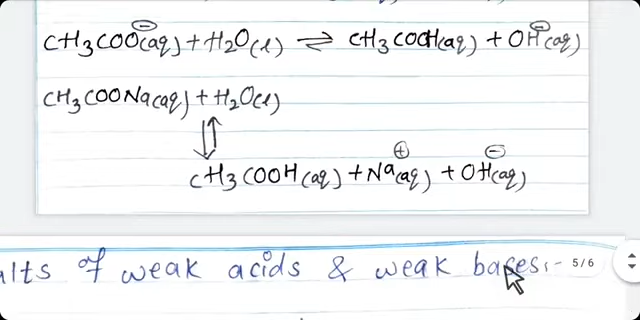 CH3COO⊖(aq) + H2O(l) ⇌ CH3COOH(aq) + OH⊖(aq)
CH3COONa(aq) + H2O(l)
⇅
CH3COOH(aq) + Na⊕(aq) + OH⊖(aq)
alts of weak acids & weak bases:-
5/6